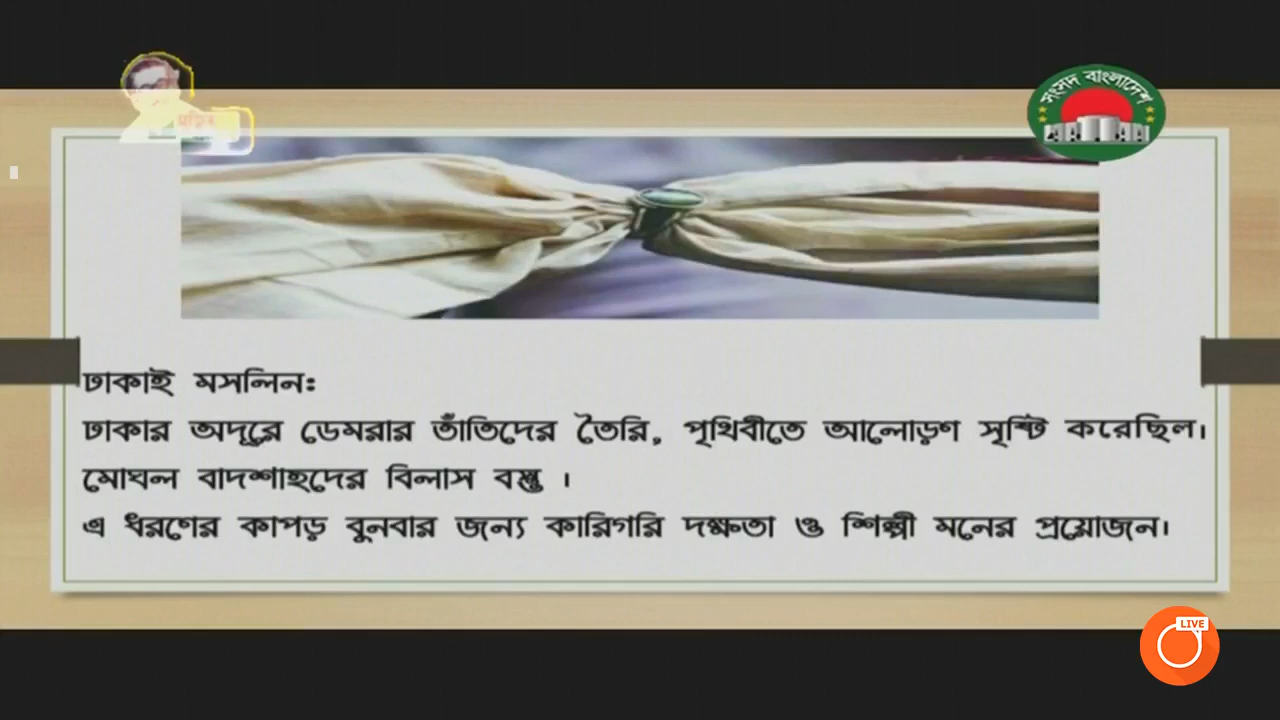 সংসদ বাংলাদেশ
ঢাকাই মসলিনঃ
ঢাকার অদূরে ডেমরার তাঁতিদের তৈরি, পৃথিবীতে আলোড়ণ সৃষ্টি করেছিল।
মোঘল বাদশাহদের বিলাস বস্তু ।
এ ধরণের কাপড় বুনবার জন্য কারিগরি দক্ষতা ও শিল্পী মনের প্রয়োজন।
LIVE